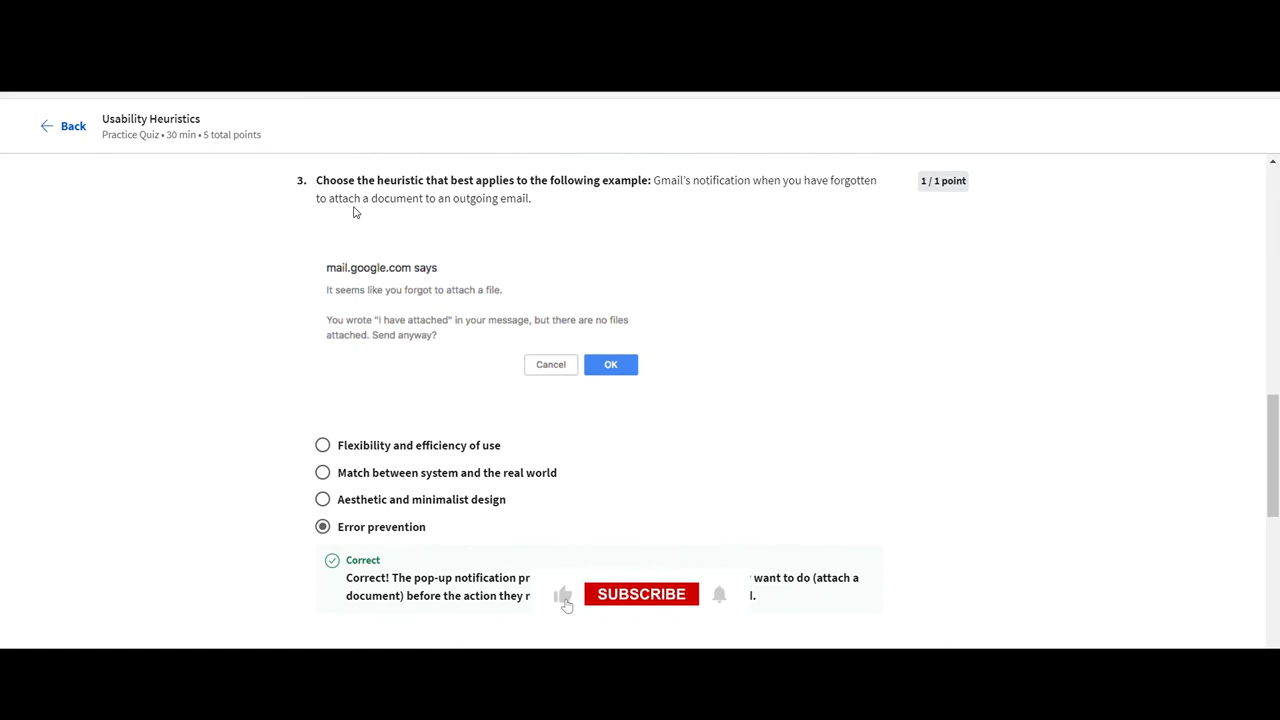 Back
Usability Heuristics
Practice Quiz • 30 min • 5 total points
3. Choose the heuristic that best applies to the following example: Gmail's notification when you have forgotten
to attach a document to an outgoing email.
1 / 1 point
mail.google.com says
It seems like you forgot to attach a file.
You wrote "I have attached" in your message, but there are no files
attached. Send anyway?
Cancel
OK
Flexibility and efficiency of use
Match between system and the real world
Aesthetic and minimalist design
Error prevention
Correct
Correct! The pop-up notification want to do (attach a
document) before the action they
SUBSCRIBE